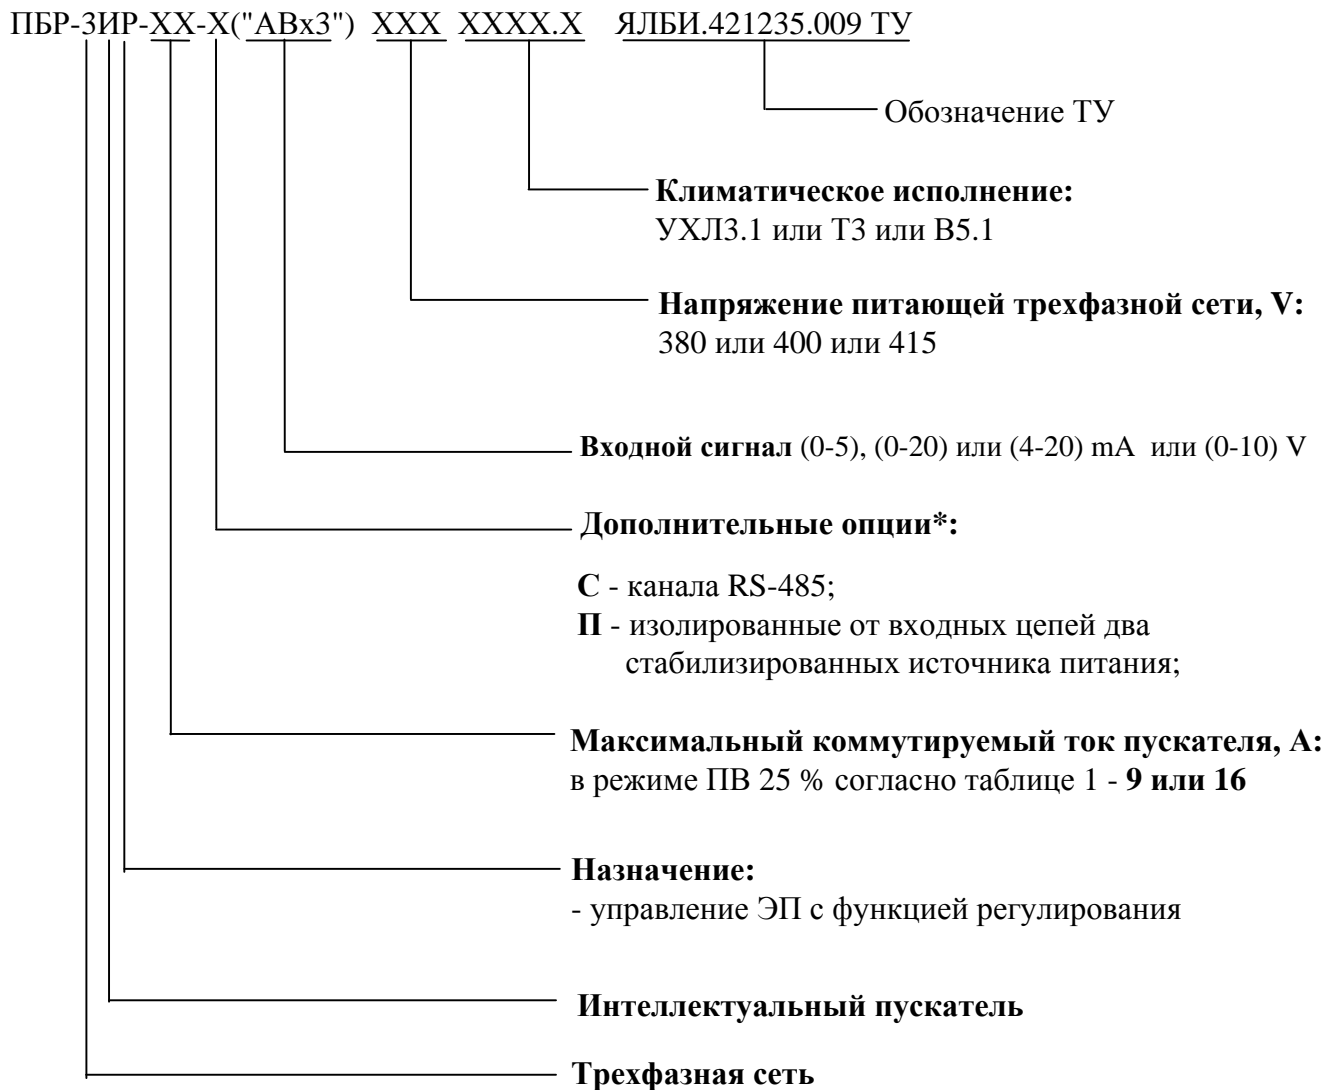 ПБР-3ИР-ХХ-Х("АВх3") ХХХ ХХХХ.Х ЯЛБИ.421235.009 ТУ
Обозначение ТУ
Климатическое исполнение:
УХЛ3.1 или Т3 или В5.1
Напряжение питающей трехфазной сети, V:
380 или 400 или 415
Входной сигнал (0-5), (0-20) или (4-20) mA или (0-10) V
Дополнительные опции*:
С - канала RS-485;
П - изолированные от входных цепей два
стабилизированных источника питания;
Максимальный коммутируемый ток пускателя, А:
в режиме ПВ 25 % согласно таблице 1 - 9 или 16
Назначение:
- управление ЭП с функцией регулирования
Интеллектуальный пускатель
Трехфазная сеть